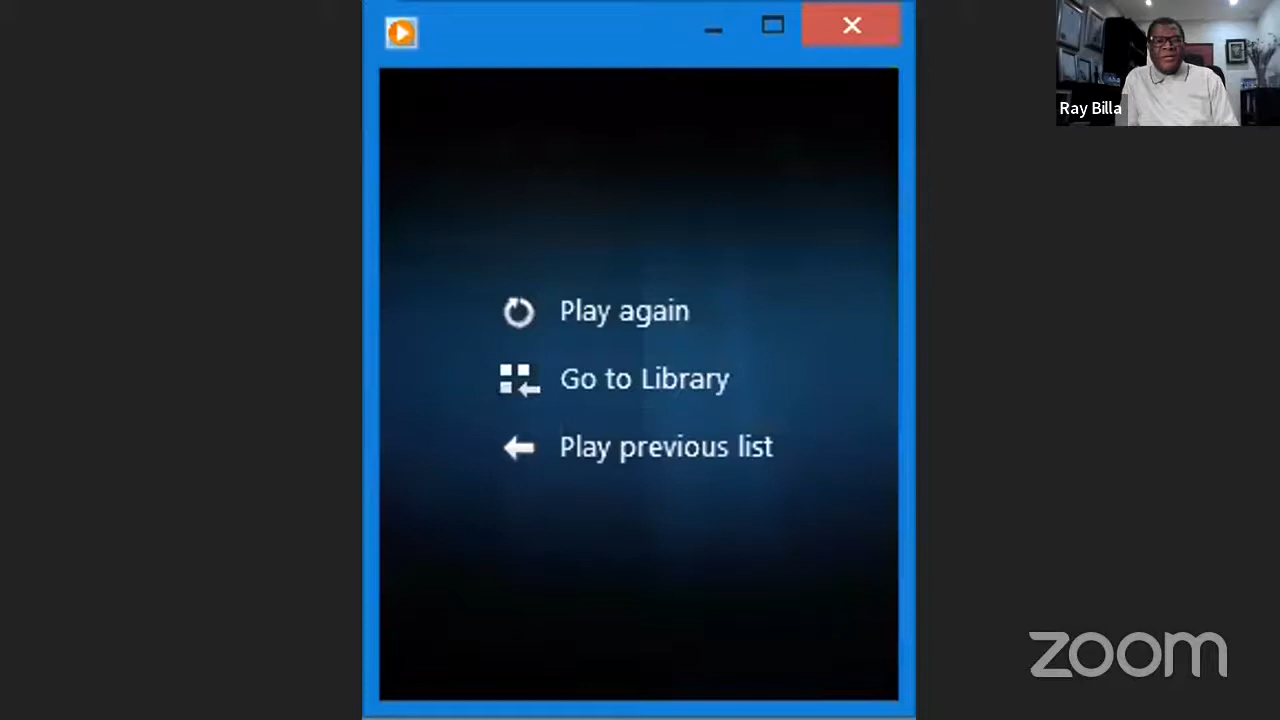 Ray Billa
Play again
Go to Library
Play previous list
zoom